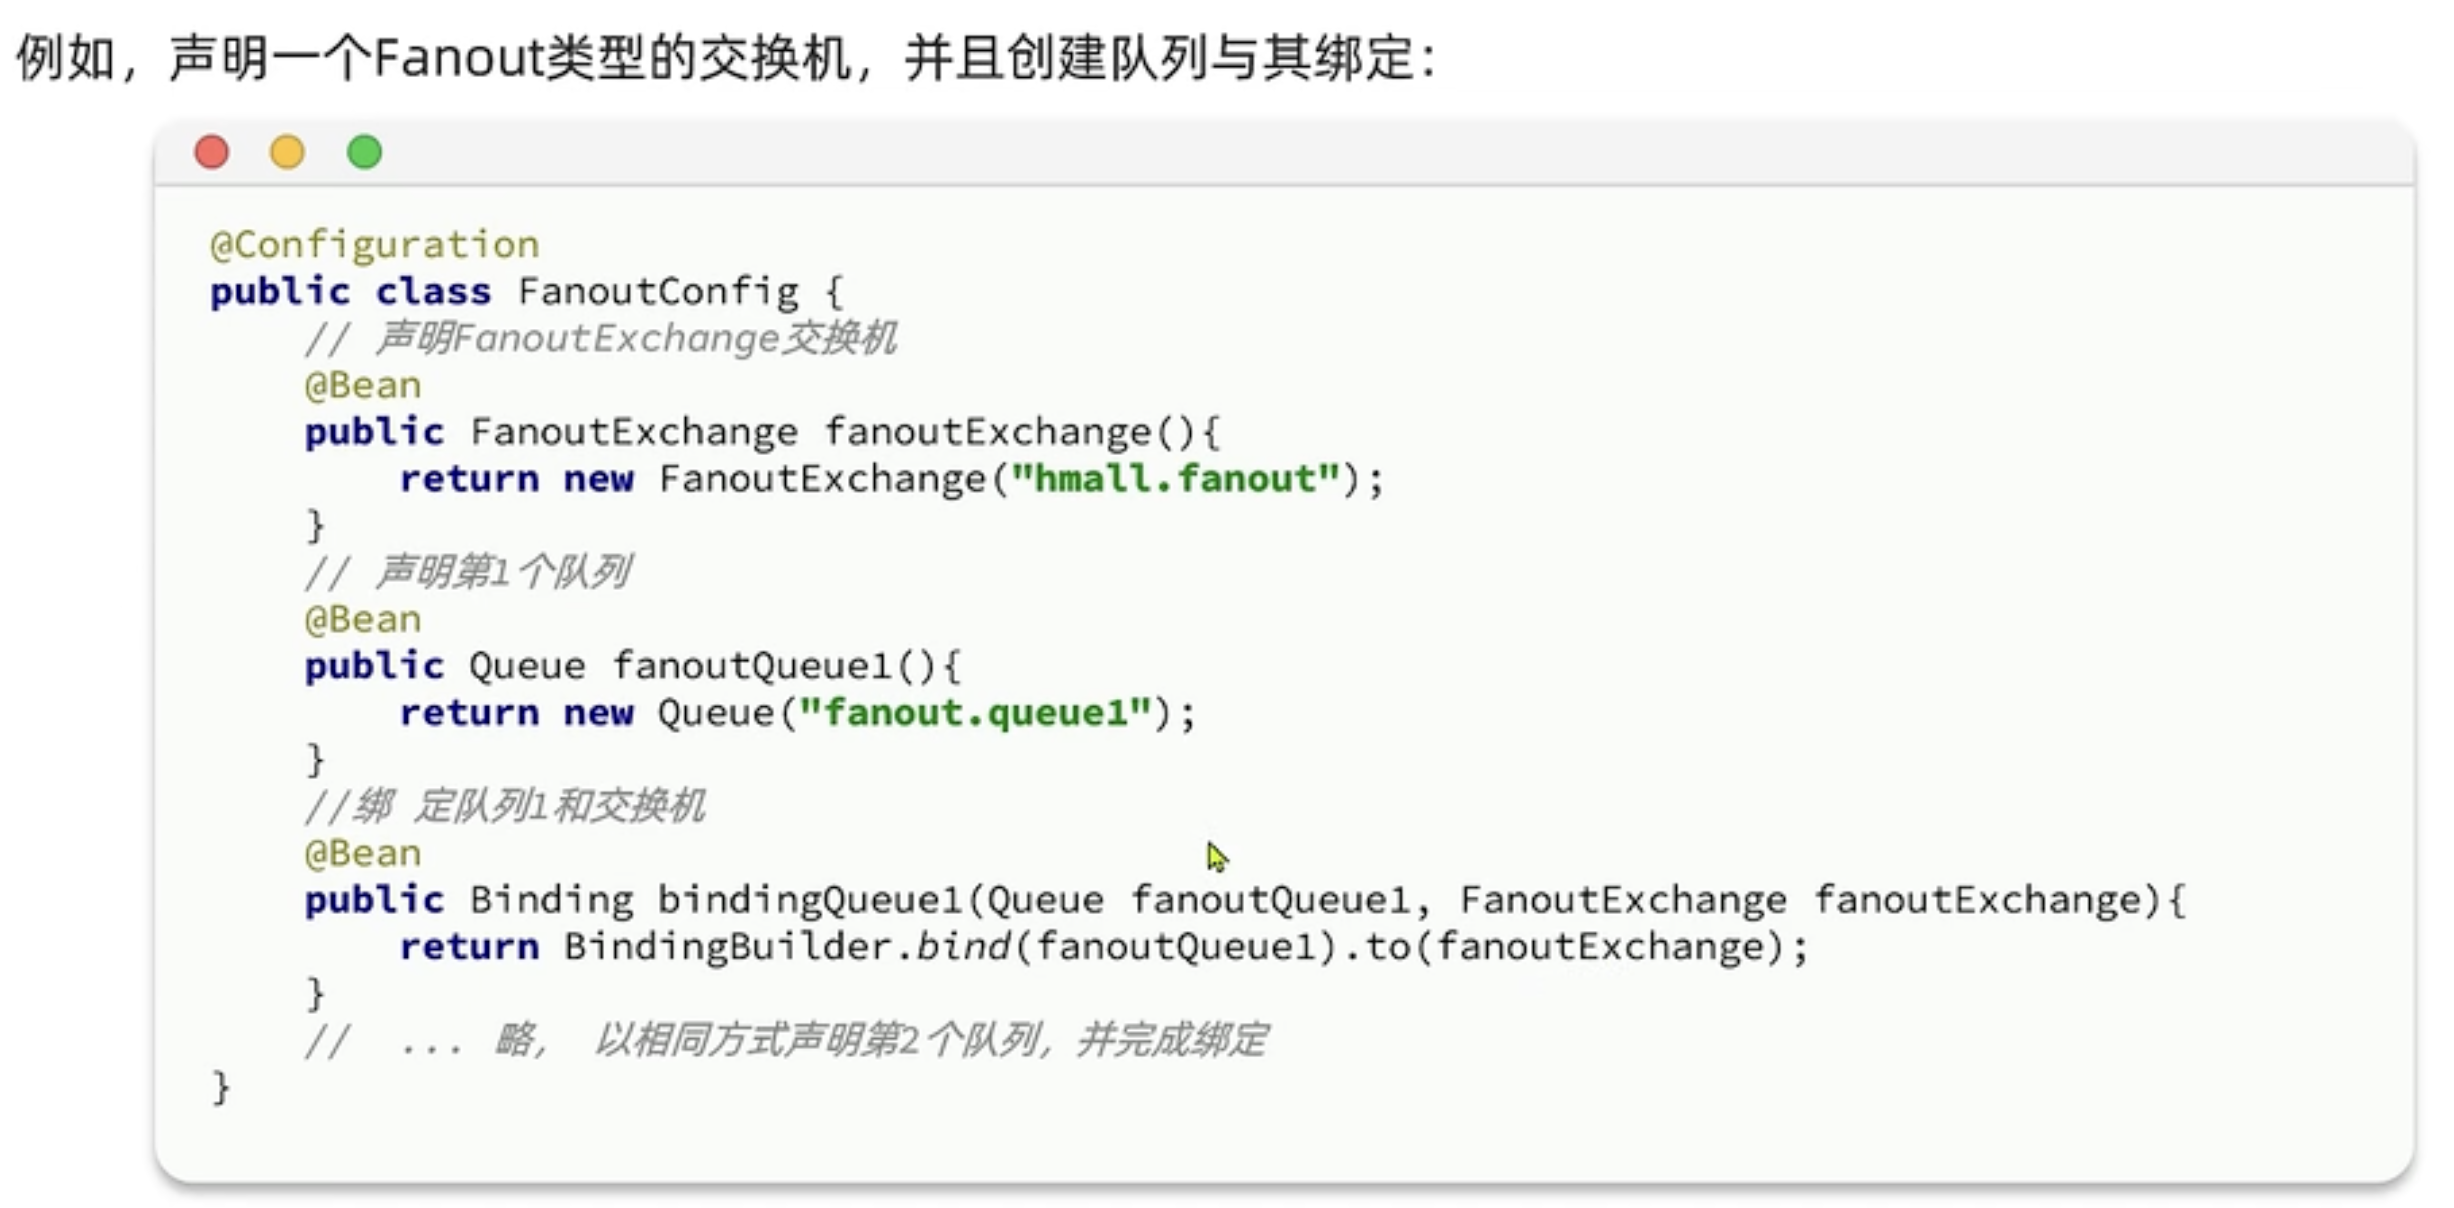 例如，声明一个Fanout类型的交换机，并且创建队列与其绑定：
@Configuration
public class FanoutConfig {
// 声明FanoutExchange交换机
@Bean
public FanoutExchange fanoutExchange(){
return new FanoutExchange("hmall.fanout");
}
// 声明第1个队列
@Bean
public Queue fanoutQueue1(){
return new Queue("fanout.queue1");
}
//绑 定队列1和交换机
@Bean
public Binding bindingQueue1(Queue fanoutQueue1, FanoutExchange fanoutExchange){
return BindingBuilder.bind(fanoutQueue1).to(fanoutExchange);
}
// ... 略， 以相同方式声明第2个队列，并完成绑定
}